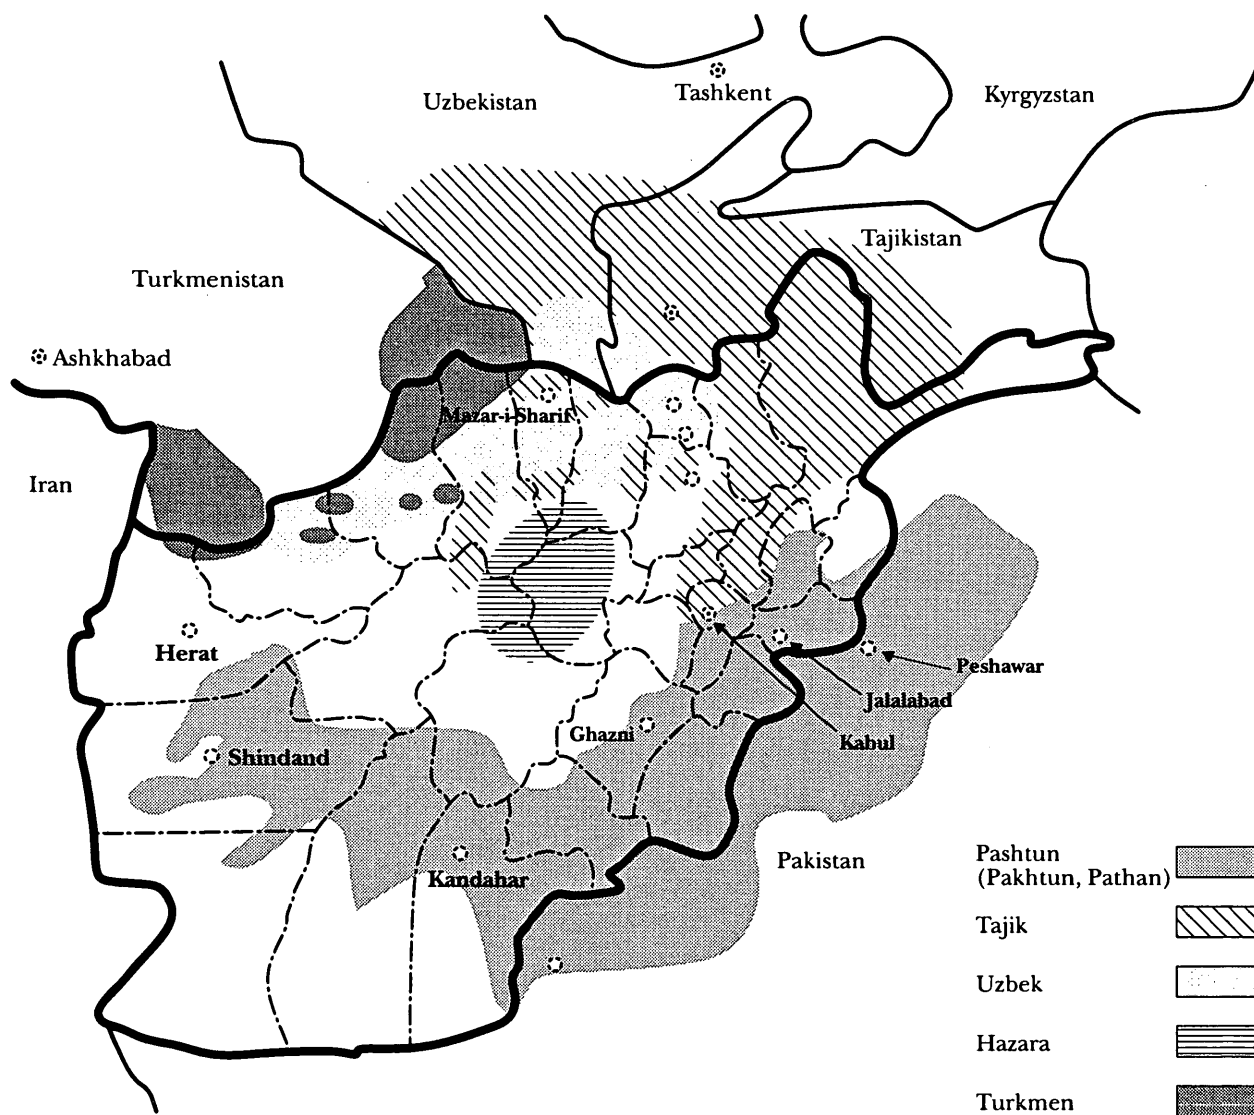 Uzbekistan
Tashkent
Kyrgyzstan
Tajikistan
Turkmenistan
Ashkhabad
Mazar-i-Sharif
Iran
Herat
Peshawar
Jalalabad
Ghazni
Kabul
Shindand
Kandahar
Pakistan
Pashtun
(Pakhtun, Pathan)
Tajik
Uzbek
Hazara
Turkmen